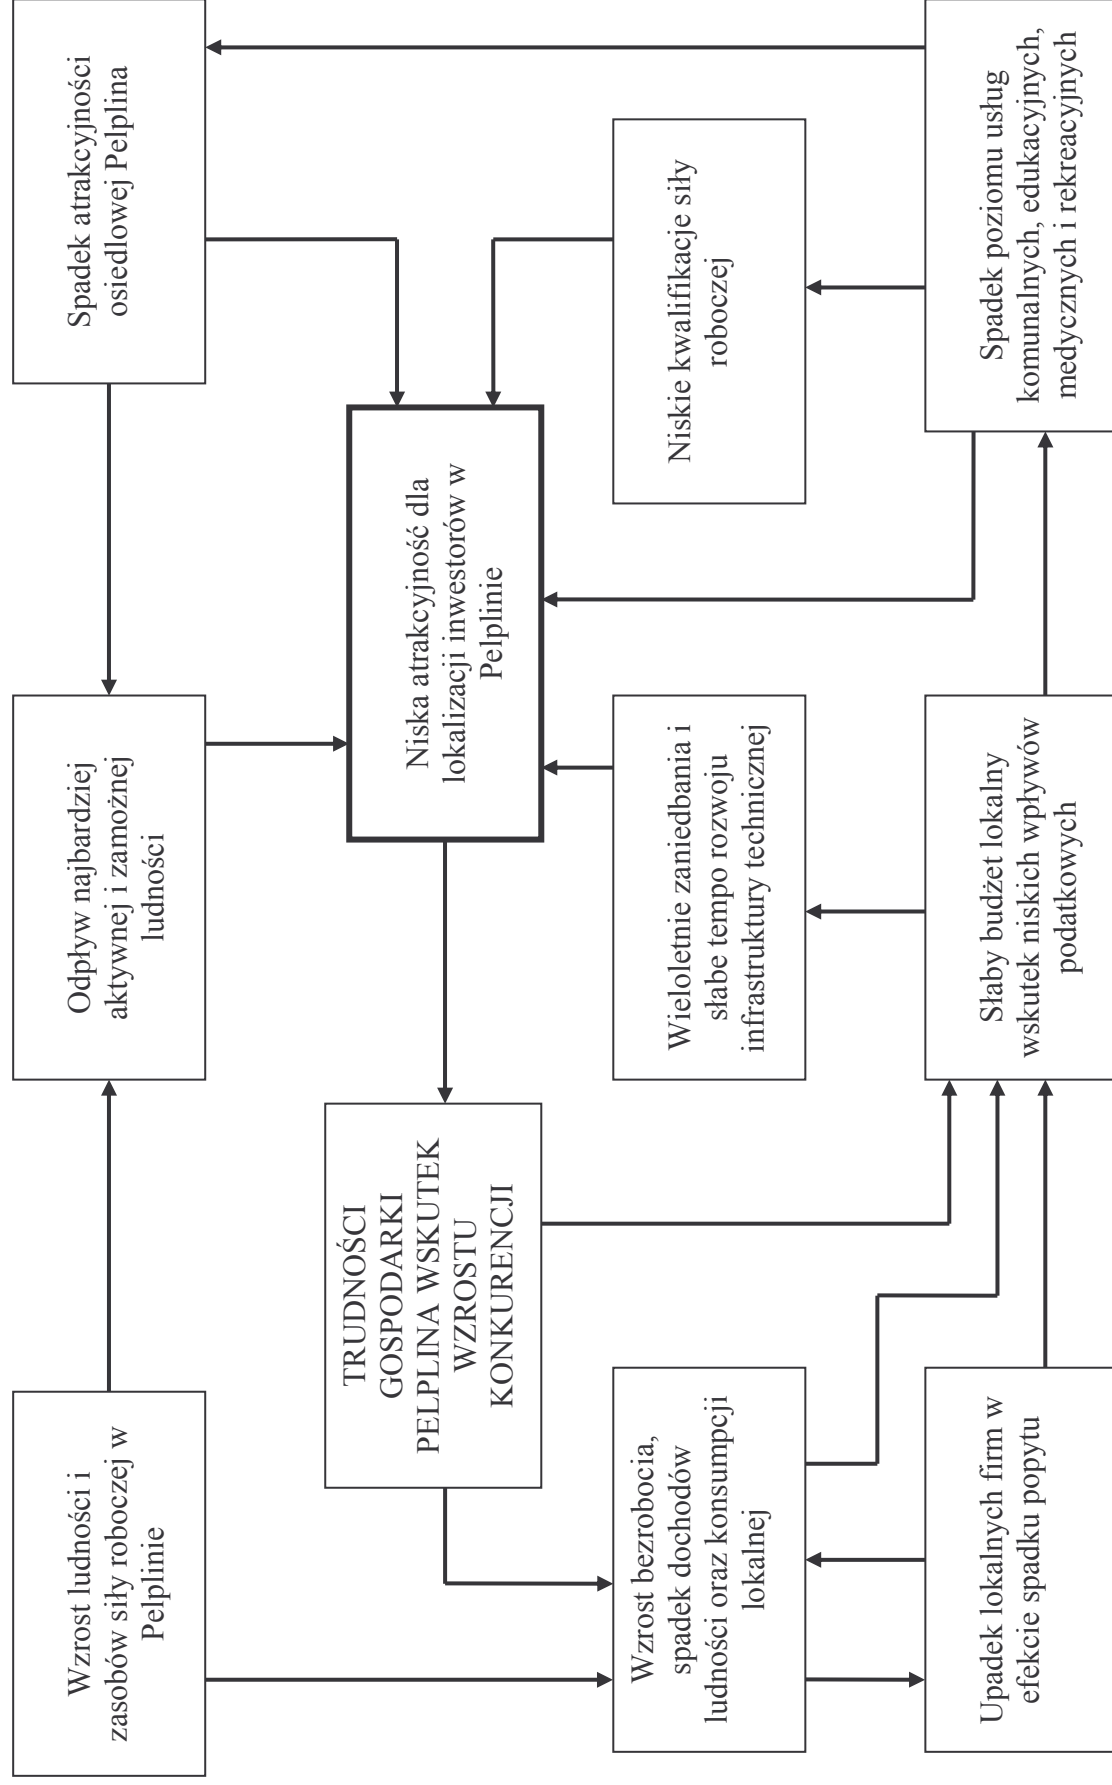 Wzrost ludności i
zasobów siły roboczej w
Pelplinie
Odpływ najbardziej
aktywnej i zamożnej
ludności
Spadek atrakcyjności
osiedlowej Pelplina
TRUDNOŚCI
GOSPODARKI
PELPLINA WSKUTEK
WZROSTU
KONKURENCJI
Niska atrakcyjność dla
lokalizacji inwestorów w
Pelplinie
Wzrost bezrobocia,
spadek dochodów
ludności oraz konsumpcji
lokalnej
Wieloletnie zaniedbania i
słabe tempo rozwoju
infrastruktury technicznej
Niskie kwalifikacje siły
roboczej
Upadek lokalnych firm w
efekcie spadku popytu
Słaby budżet lokalny
wskutek niskich wpływów
podatkowych
Spadek poziomu usług
komunalnych, edukacyjnych,
medycznych i rekreacyjnych